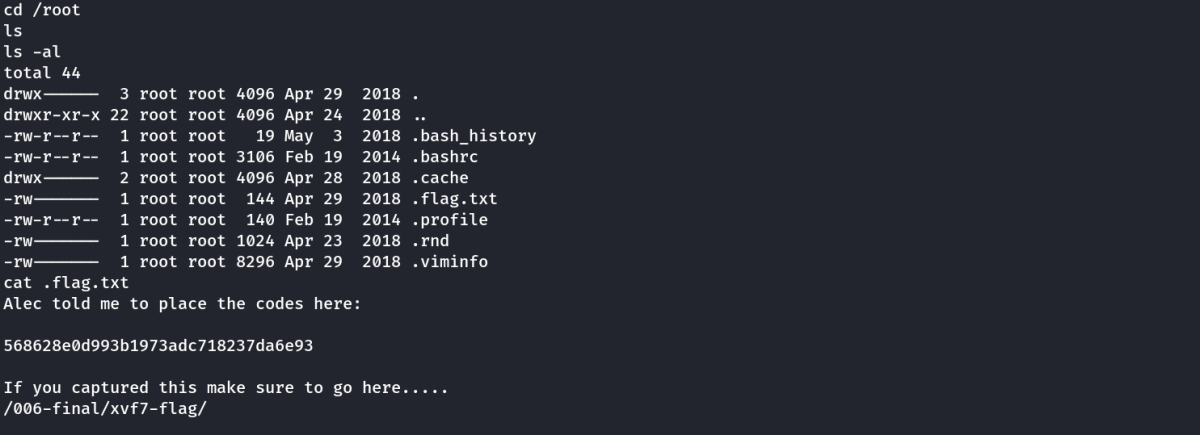 cd /root
ls
ls -al
total 44
drwx------  3 root root 4096 Apr 29  2018 .
drwxr-xr-x 22 root root 4096 Apr 24  2018 ..
-rw-r--r--  1 root root   19 May  3  2018 .bash_history
-rw-r--r--  1 root root 3106 Feb 19  2014 .bashrc
drwx------  2 root root 4096 Apr 28  2018 .cache
-rw-------  1 root root  144 Apr 29  2018 .flag.txt
-rw-r--r--  1 root root  140 Feb 19  2014 .profile
-rw-------  1 root root 1024 Apr 23  2018 .rnd
-rw-------  1 root root 8296 Apr 29  2018 .viminfo
cat .flag.txt
Alec told me to place the codes here:
568628e0d993b1973adc718237da6e93
If you captured this make sure to go here.....
/006-final/xvf7-flag/